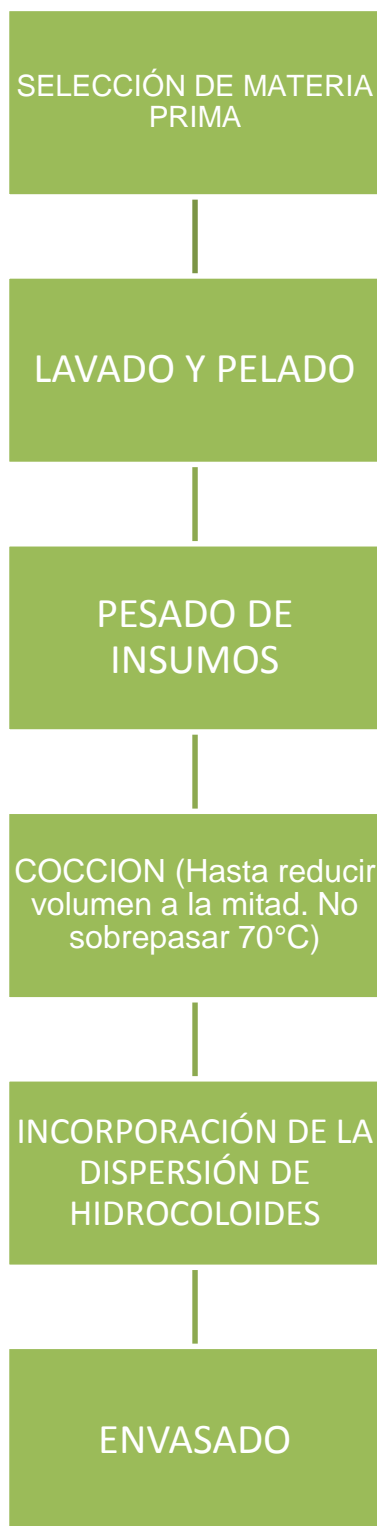 SELECCIÓN DE MATERIA
PRIMA
LAVADO Y PELADO
PESADO DE
INSUMOS
COCCION (Hasta reducir
volumen a la mitad. No
sobrepasar 70°C)
INCORPORACIÓN DE LA
DISPERSIÓN DE
HIDROCOLOIDES
ENVASADO